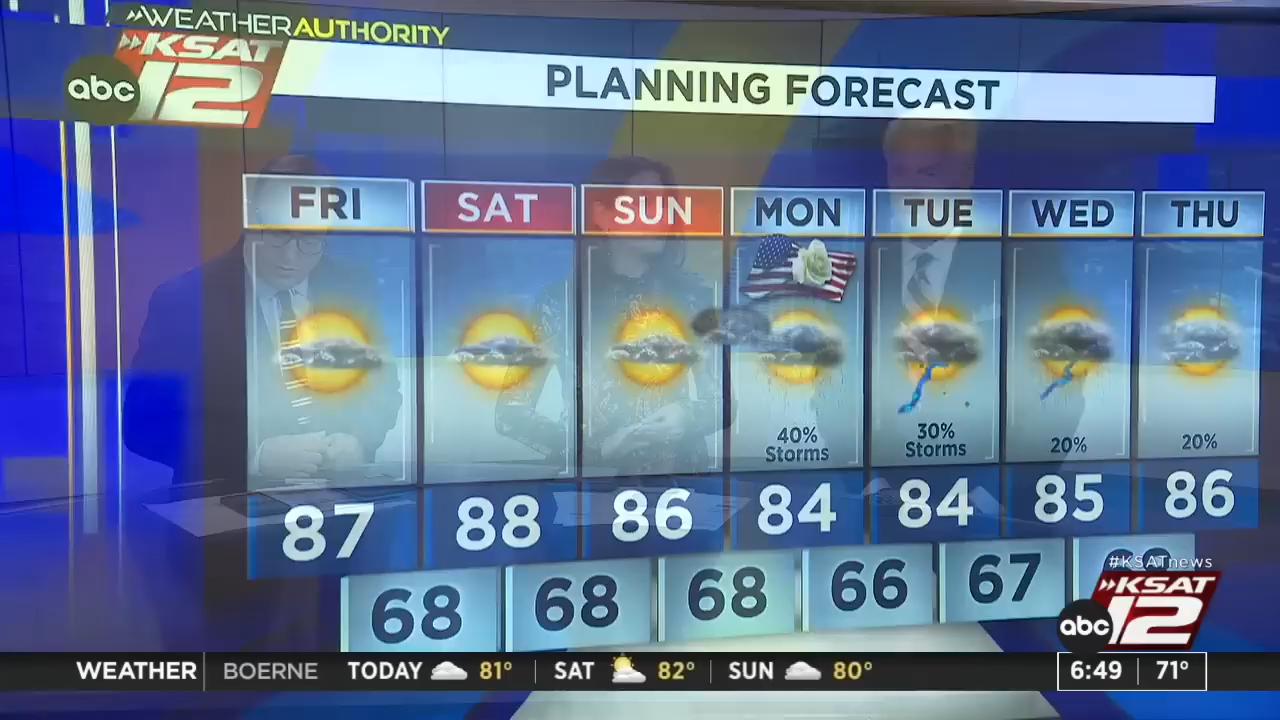 WEATHERAUTHORITY
KSAT
abc 12
PLANNING FORECAST
FRI SAT SUN MON TUE WED THU
40% Storms
30% Storms
20%
20%
87 88 86 84 84 85 86
68 68 68 66 67
#KSATnews
KSAT
abc 12
WEATHER BOERNE TODAY 81° SAT 82° SUN 80°
6:49 71°